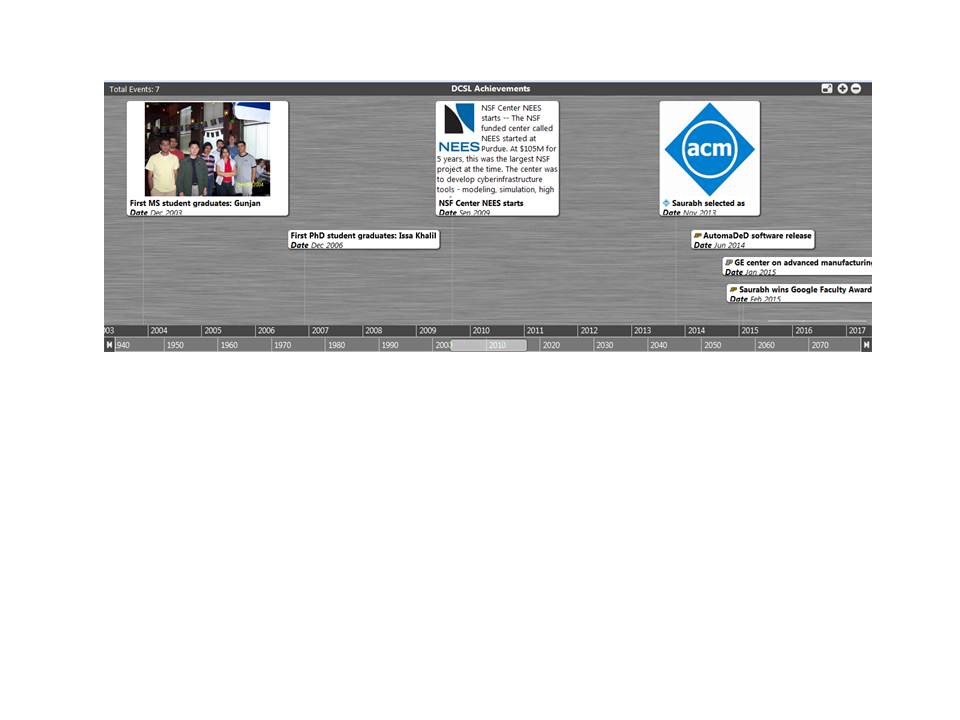 Total Events: 7
DCSL Achievements
First MS student graduates: Gunjan
Date Dec 2003
NEES
NSF Center NEES
starts -- The NSF
funded center called
NEES started at
Purdue. At $105M for
5 years, this was the largest NSF
project at the time. The center was
to develop cyberinfrastructure
tools - modeling, simulation, high
NSF Center NEES starts
Date Sep 2009
acm
Saurabh selected as
Date Nov 2013
First PhD student graduates: Issa Khalil
Date Dec 2006
AutomaDeD software release
Date Jun 2014
GE center on advanced manufacturing
Date Jan 2015
Saurabh wins Google Faculty Award
Date Feb 2015
03 2004 2005 2006 2007 2008 2009 2010 2011 2012 2013 2014 2015 2016 2017
1940 1950 1960 1970 1980 1990 2000 2010 2020 2030 2040 2050 2060 2070